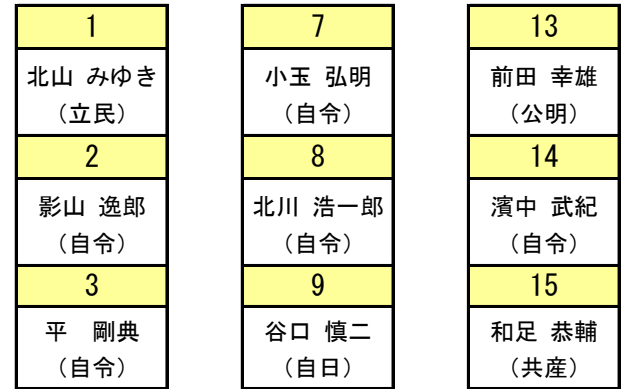 1
北山 みゆき
（立民）
2
影山 逸郎
（自令）
3
平　剛典
（自令）
7
小玉 弘明
（自令）
8
北川 浩一郎
（自令）
9
谷口 慎二
（自日）
13
前田 幸雄
（公明）
14
濱中 武紀
（自令）
15
和足 恭輔
（共産）